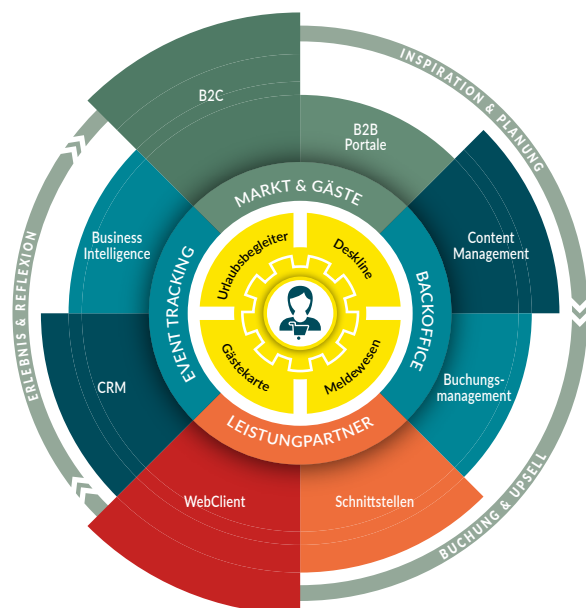 B2C
B2B
Portale
INSPIRATION & PLANUNG
MARKT & GÄSTE
Business
Intelligence
Content
Management
Urlaubsbegleiter
Deskline
EVENT TRACKING
BACKOFFICE
ERLEBNIS & REFLEXION
Gästekarte
Meldewesen
CRM
Buchungs-
management
LEISTUNGPARTNER
WebClient
Schnittstellen
BUCHUNG & UPSELL